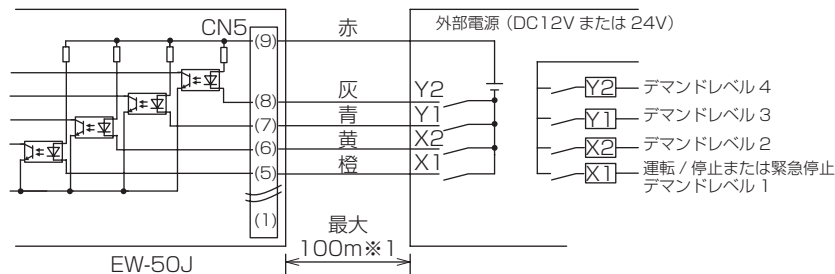 CN5
赤
外部電源(DC12V または 24V)
(9)
(8)
灰
Y2
(7)
青
Y1
(6)
黄
X2
(5)
橙
X1
(1)
Y2 デマンドレベル 4
Y1 デマンドレベル 3
X2 デマンドレベル 2
X1 運転 / 停止または緊急停止
デマンドレベル 1
最大
100m※1
EW-50J